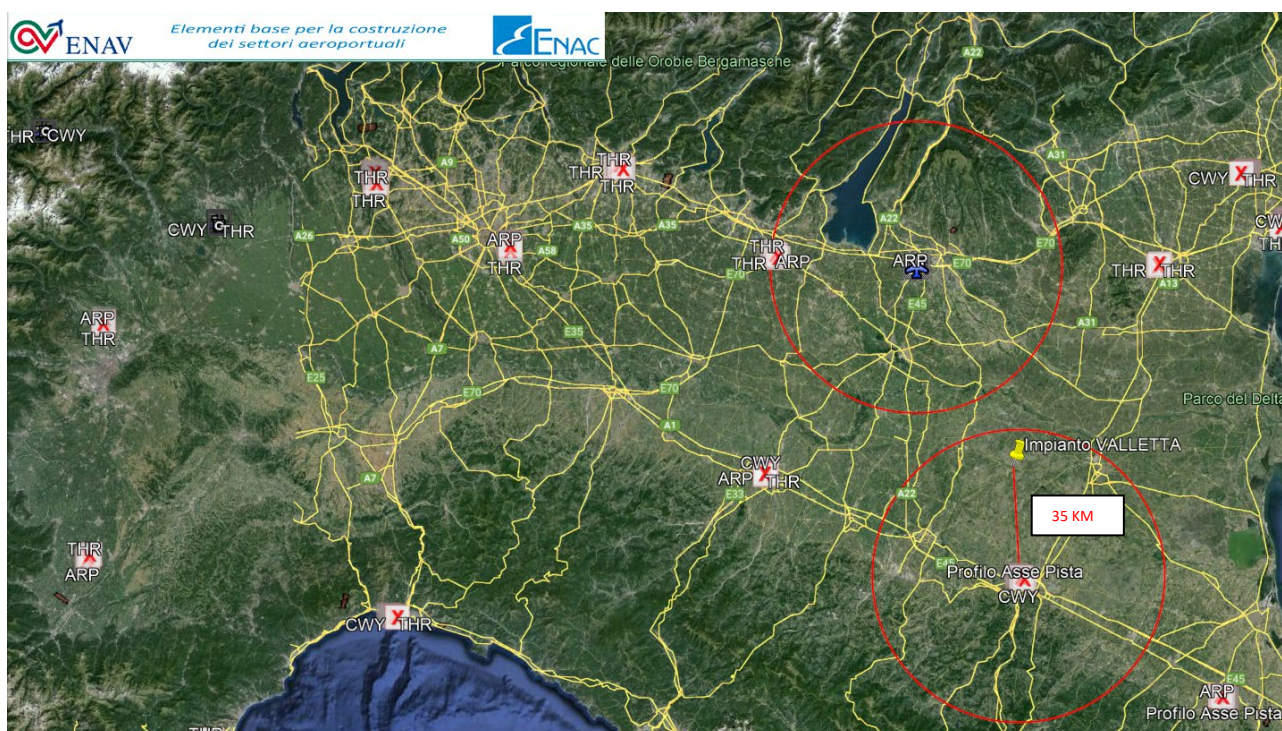 ENAV
Elementi base per la costruzione
dei settori aeroportuali
ENAC
Parco regionale delle Orobie Bergamasche
A22
THR CWY
A9
THR
THR
THR
THR
THR
A31
CWY THR
CWY THR
A26
A50
ARP
THR
A58
A35
A35
THR
THR ARP
E70
A22
ARP
E70
E45
E70
THR THR
A13
ARP
THR
E35
A7
A31
E25
E70
E70
Parco del Delta
A1
Impianto VALLETTA
A7
CWY
ARP THR
E33
A22
35 KM
THR
ARP
Profilo Asse Pista
CWY
CWY THR
E45
ARP
Profilo Asse Pista